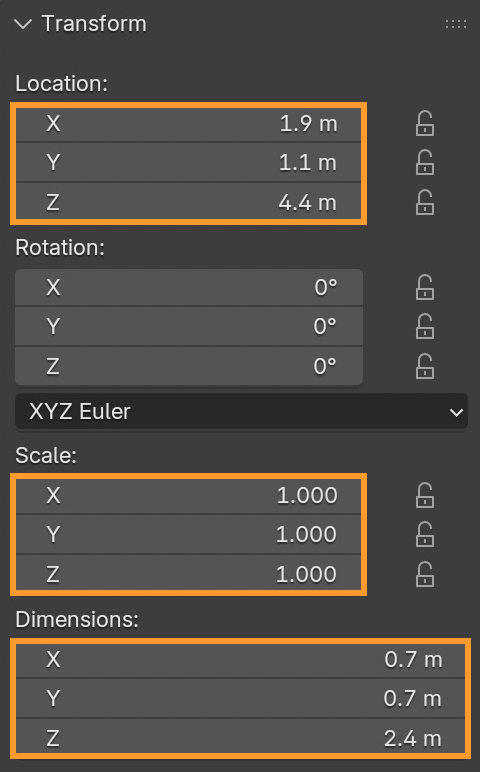 Transform
Location:
X 1.9 m
Y 1.1 m
Z 4.4 m
Rotation:
X 0°
Y 0°
Z 0°
XYZ Euler
Scale:
X 1.000
Y 1.000
Z 1.000
Dimensions:
X 0.7 m
Y 0.7 m
Z 2.4 m